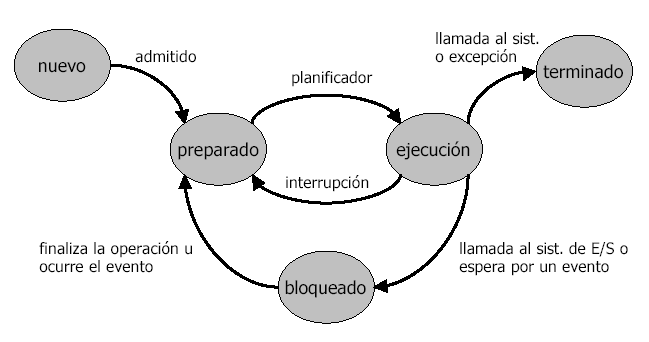 nuevo
admitido
preparado
planificador
interrupción
ejecución
llamada al sist.
o excepción
terminado
finaliza la operación u
ocurre el evento
bloqueado
llamada al sist. de E/S o
espera por un evento